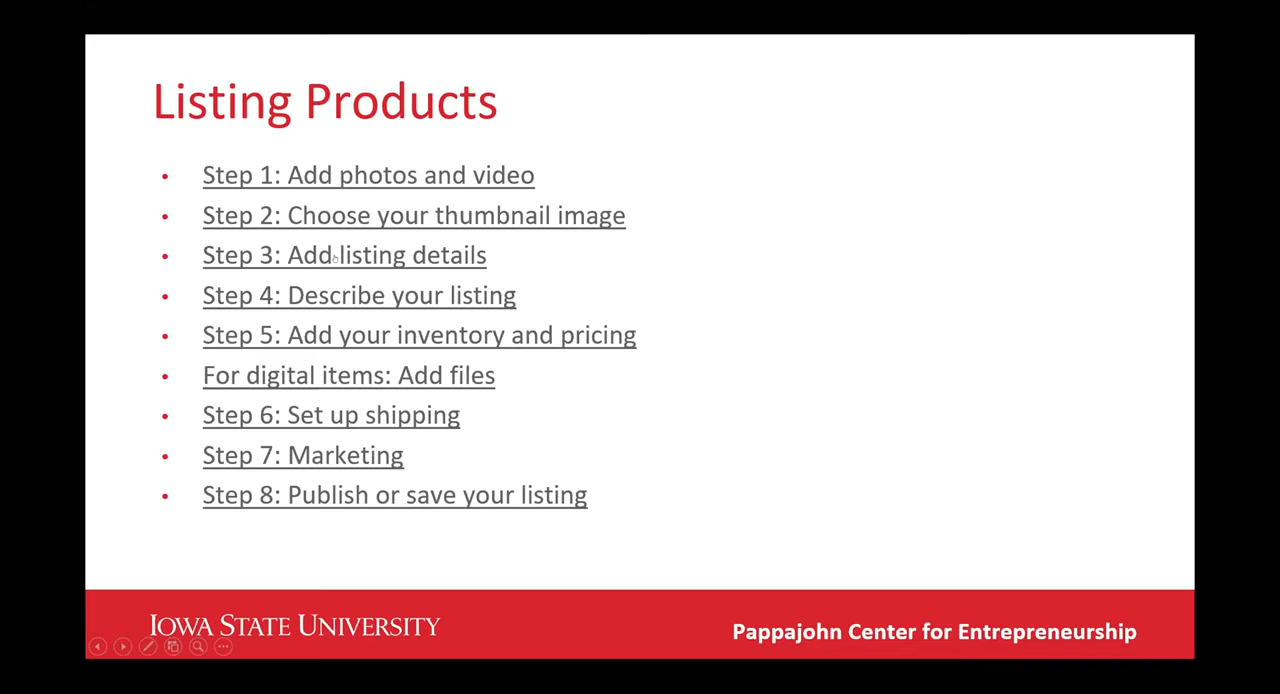 Listing Products
• Step 1: Add photos and video
• Step 2: Choose your thumbnail image
• Step 3: Add listing details
• Step 4: Describe your listing
• Step 5: Add your inventory and pricing
• For digital items: Add files
• Step 6: Set up shipping
• Step 7: Marketing
• Step 8: Publish or save your listing
IOWA STATE UNIVERSITY
Pappajohn Center for Entrepreneurship